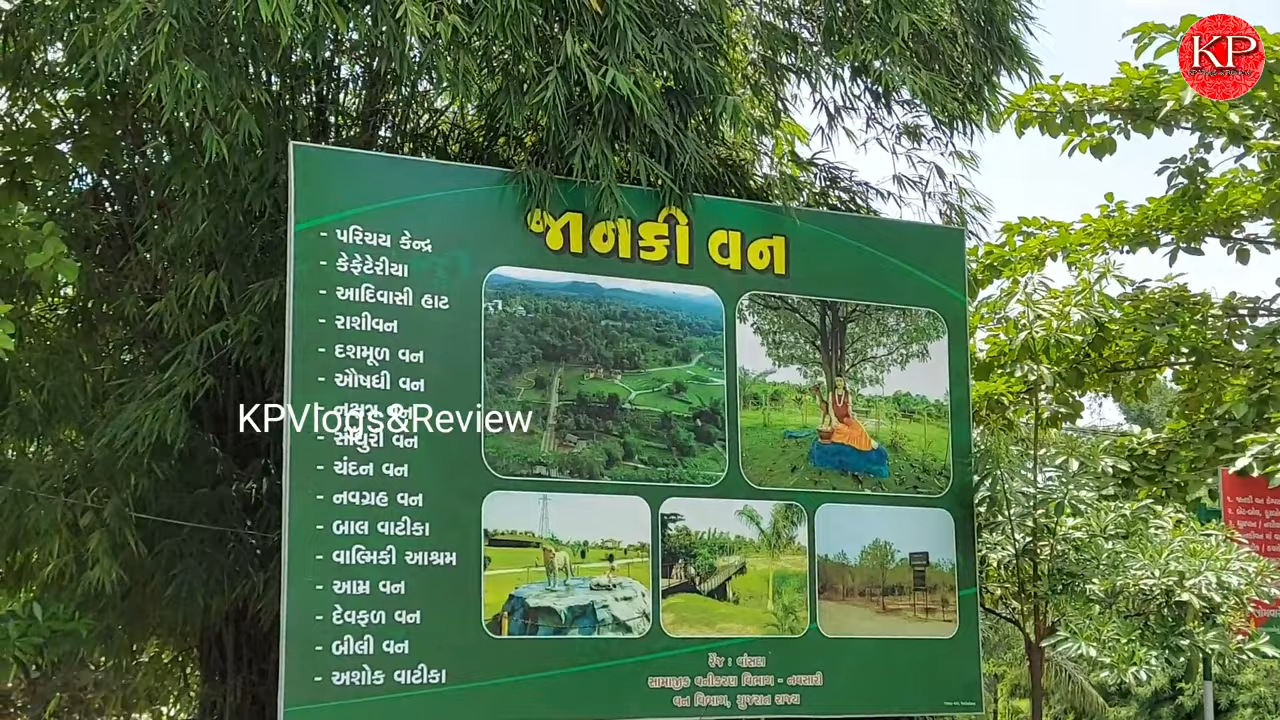 KP
જાનકી વન
- પરિચય કેન્દ્ર
- કેફેટેરીયા
- આદિવાસી હાટ
- રાશીવન
- દશમૂળ વન
- ઔષધી વન
KPVlogs&Review
- ચંદન વન
- નવગ્રહ વન
- બાલ વાટીકા
- વાલ્મિકી આશ્રમ
- આમ્ર વન
- દેવફળ વન
- બીલી વન
- અશોક વાટીકા
રેંજ : વાંસદા
સામાજીક વનીકરણ વિભાગ - નવસારી
વન વિભાગ, ગુજરાત રાજ્ય